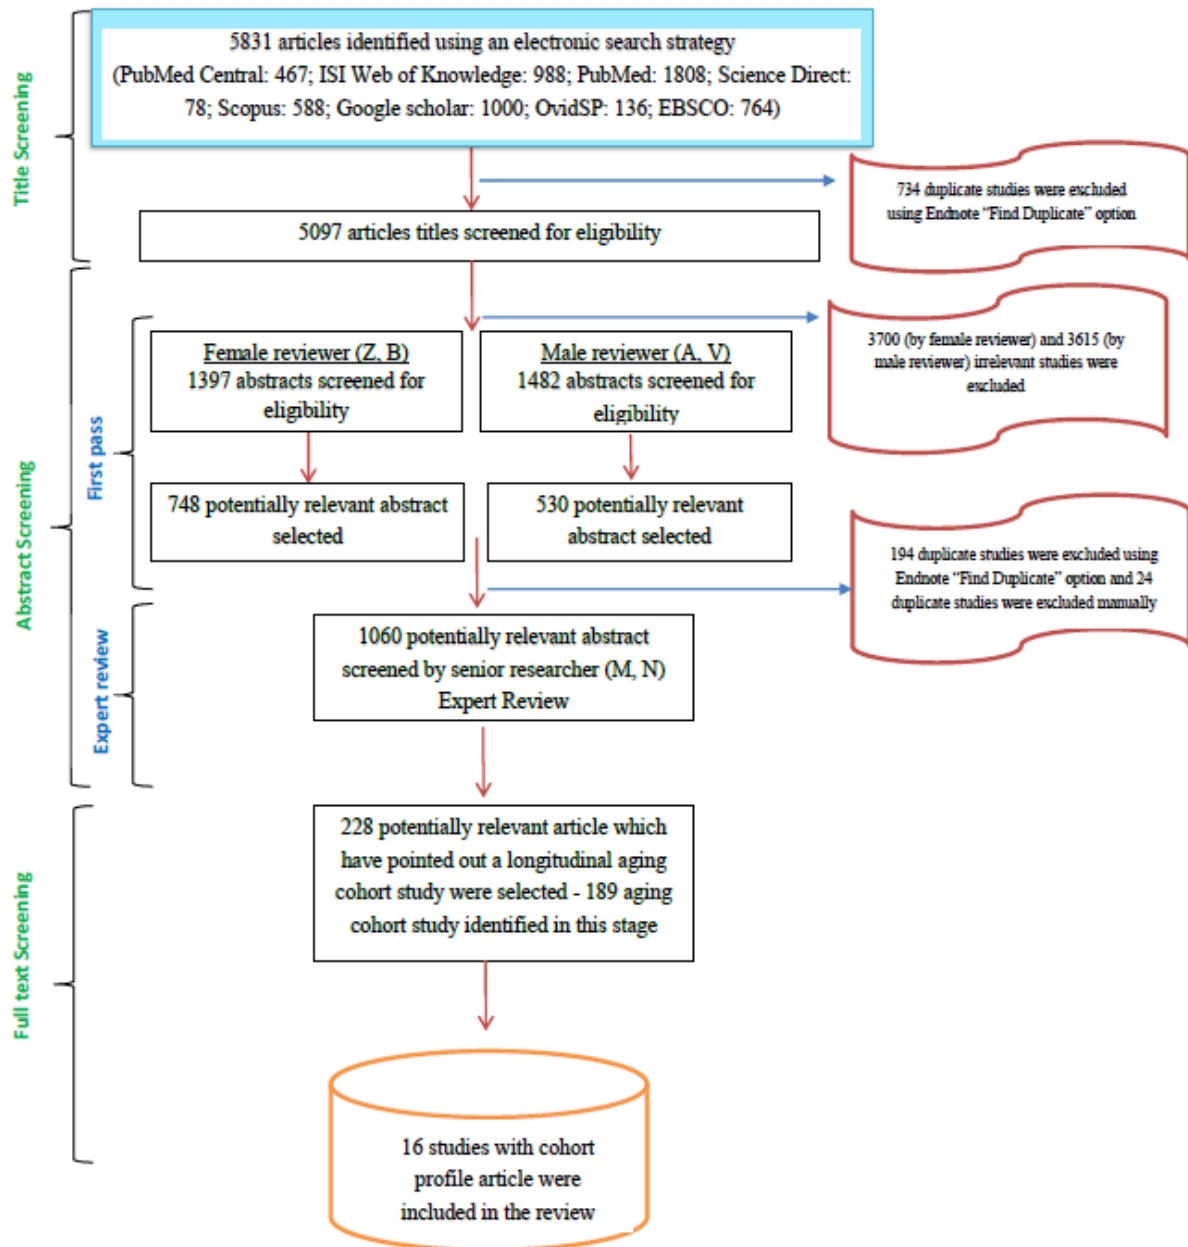 5831 articles identified using an electronic search strategy
(PubMed Central: 467; ISI Web of Knowledge: 988; PubMed: 1808; Science Direct:
78; Scopus: 588; Google scholar: 1000; OvidSP: 136; EBSCO: 764)
Title Screening
734 duplicate studies were excluded
using Endnote “Find Duplicate” option
5097 articles titles screened for eligibility
Abstract Screening
First pass
3700 (by female reviewer) and 3615 (by
male reviewer) irrelevant studies were
excluded
Female reviewer (Z, B)
1397 abstracts screened for
eligibility
Male reviewer (A, V)
1482 abstracts screened for
eligibility
748 potentially relevant abstract
selected
530 potentially relevant
abstract selected
194 duplicate studies were excluded using
Endnote “Find Duplicate” option and 24
duplicate studies were excluded manually
Expert review
1060 potentially relevant abstract
screened by senior researcher (M, N)
Expert Review
Full text Screening
228 potentially relevant article which
have pointed out a longitudinal aging
cohort study were selected - 189 aging
cohort study identified in this stage
16 studies with cohort
profile article were
included in the review